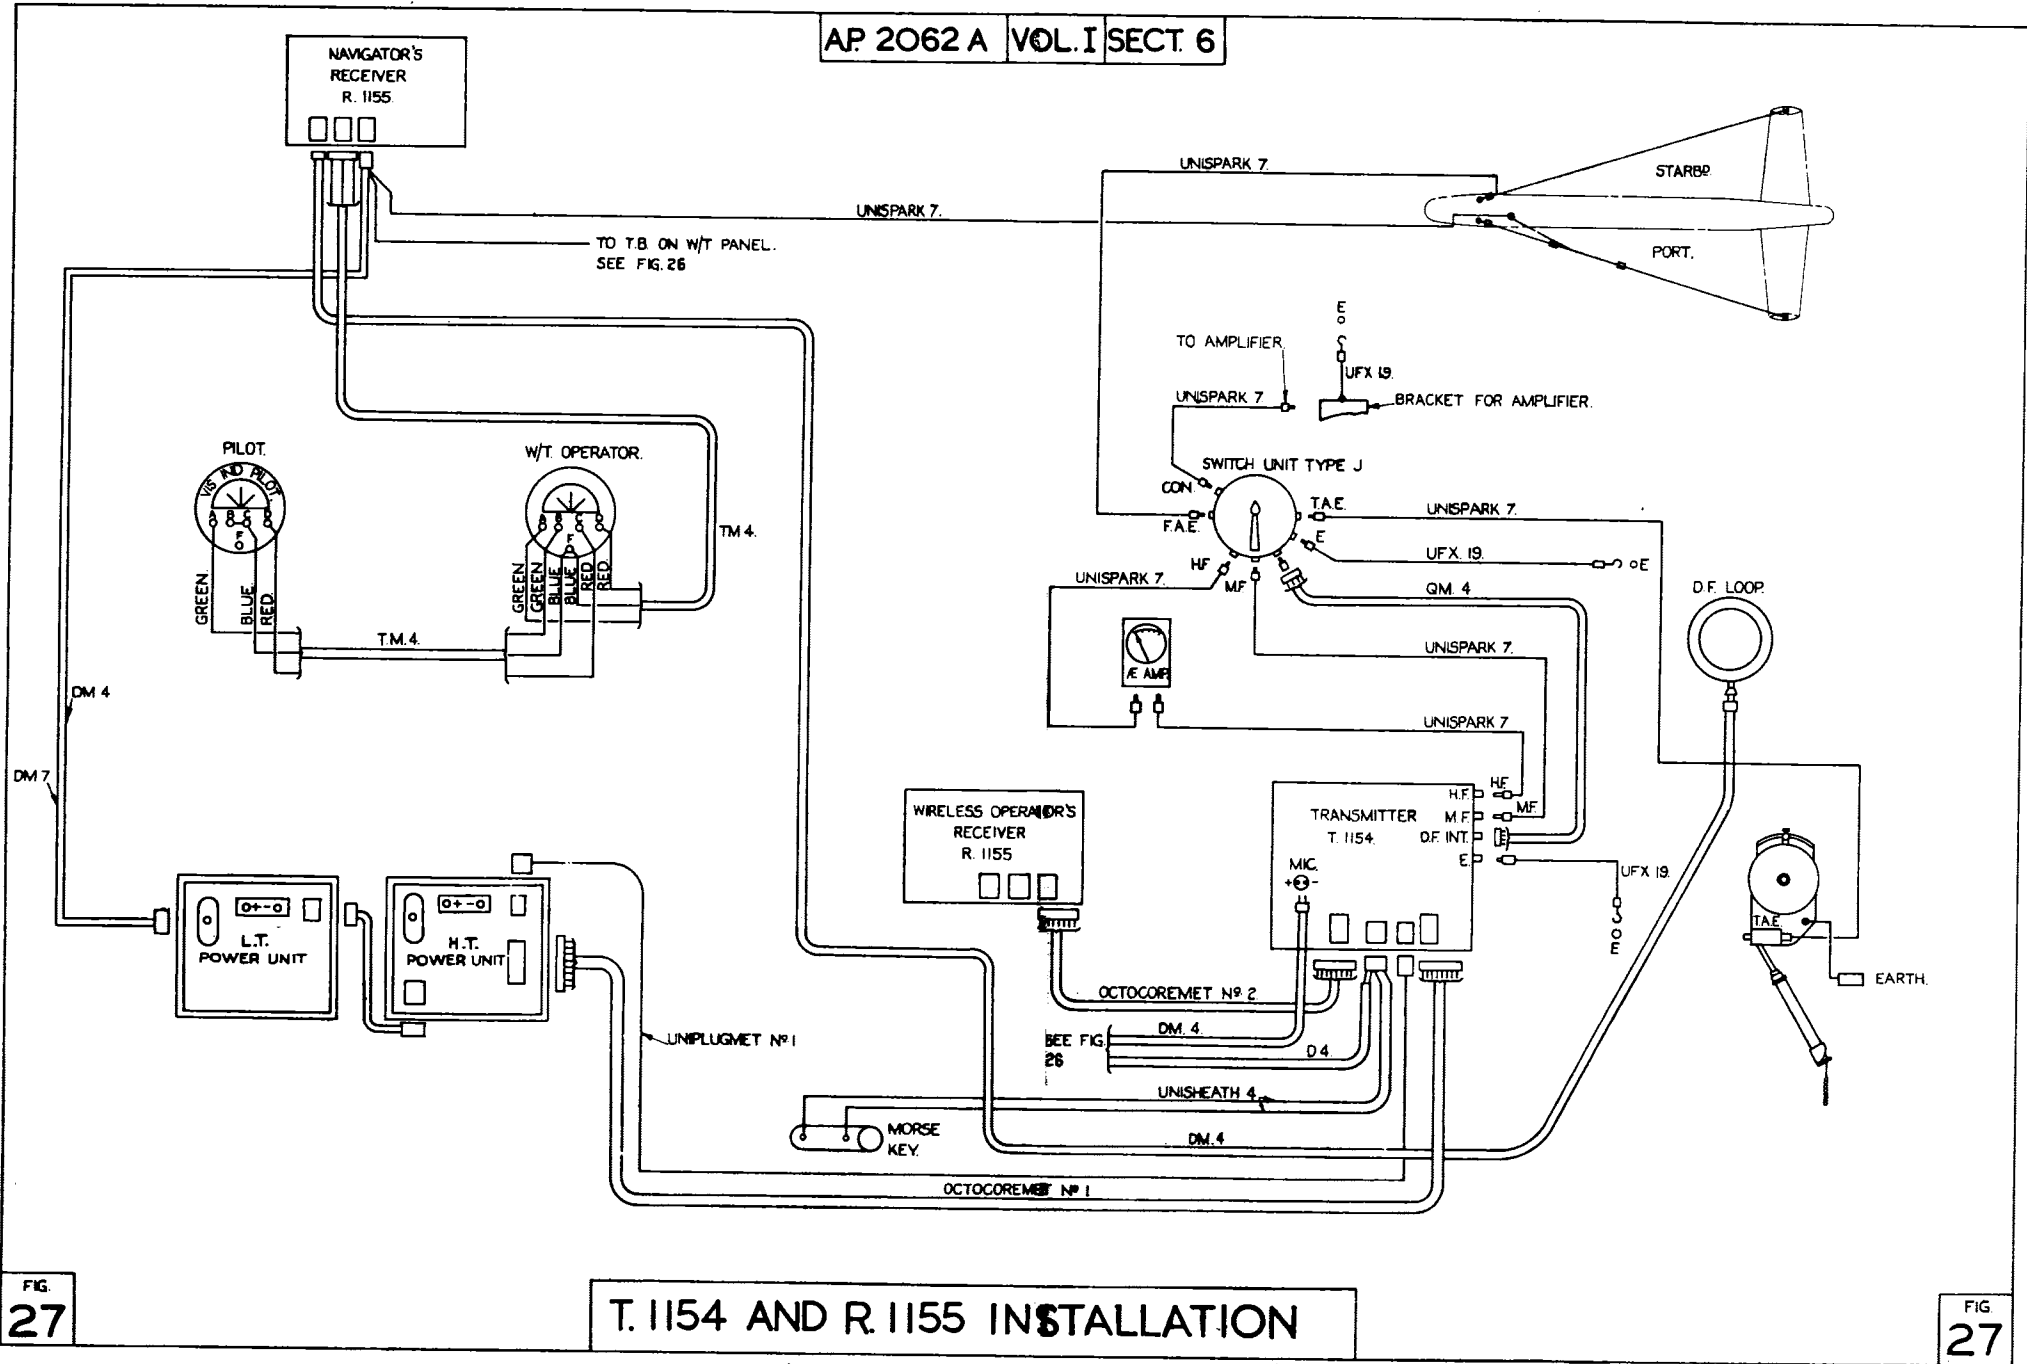 A.P. 2062 A VOL. I SECT. 6
NAVIGATOR'S
RECEIVER
R. 1155.
UNISPARK 7.
STARBD.
UNISPARK 7.
TO T.B. ON W/T PANEL.
SEE FIG. 26
PORT.
E
TO AMPLIFIER.
UFX 19.
UNISPARK 7.
BRACKET FOR AMPLIFIER.
PILOT.
VIS IND PILOT.
A B C D
F
W/T. OPERATOR.
A B C D
F
TM 4.
SWITCH UNIT TYPE J
CON.
T.A.E.
UNISPARK 7.
F.A.E.
E
UFX. 19.
E
H.F.
M.F.
UNISPARK 7.
QM. 4
D.F. LOOP.
GREEN.
BLUE.
RED.
GREEN
GREEN
BLUE
BLUE
RED
RED.
T.M. 4.
UNISPARK 7.
Æ AMP.
UNISPARK 7
DM 4
DM 7
WIRELESS OPERATOR'S
RECEIVER
R. 1155
TRANSMITTER
T. 1154.
H.F.
H.F.
M.F.
M.F.
D.F. INT.
E.
MIC.
+ -
UFX 19.
E
T.A.E.
EARTH.
O+-O
L.T.
POWER UNIT
O+-O
H.T.
POWER UNIT
OCTOCOREMET Nº 2.
UNIPLUGMET Nº 1
SEE FIG.
26
DM. 4.
D4.
UNISHEATH 4.
MORSE
KEY.
DM. 4
OCTOCOREMET Nº 1
FIG.
27
T. 1154 AND R. 1155 INSTALLATION
FIG.
27